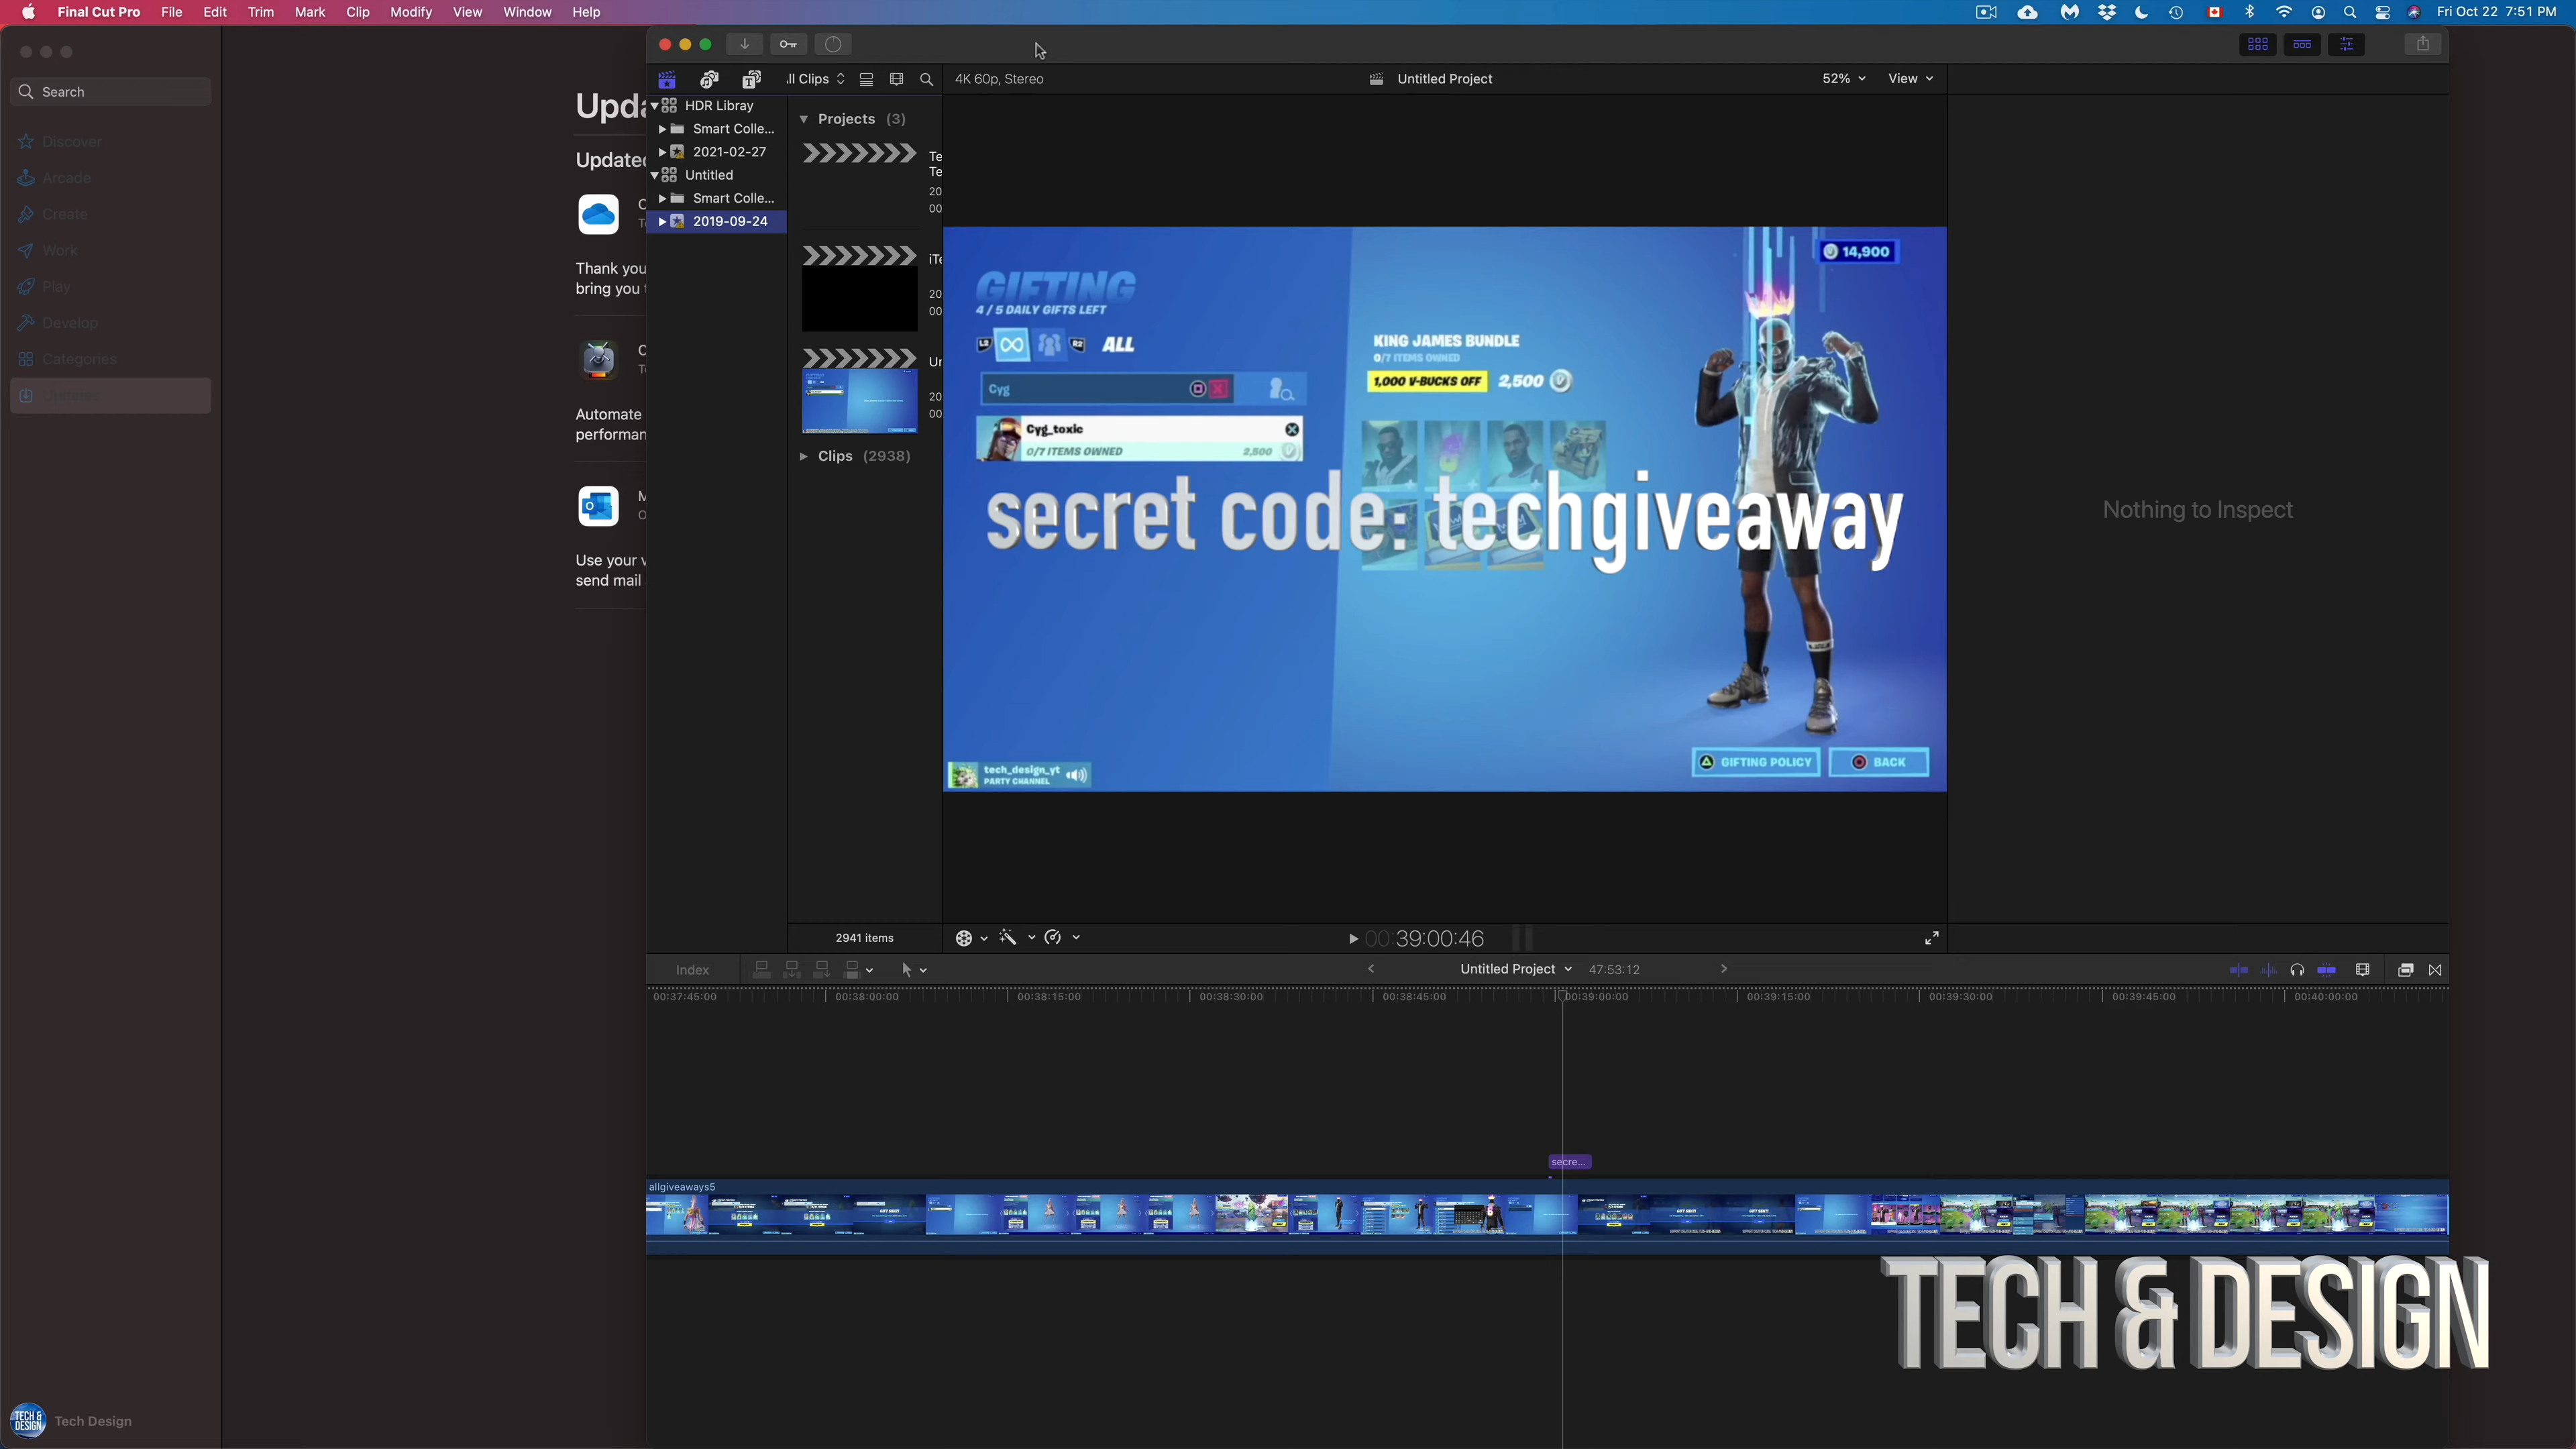 Final Cut Pro File Edit Trim Mark Clip Modify View Window Help
Fri Oct 22 7:51 PM
Search
Discover
Arcade
Create
Work
Play
Develop
Categories
Tech Design
TECH & DESIGN
Updated
Thank you
bring you
Automate
performan
Use your
send mail
HDR Libray
Smart Colle...
2021-02-27
Untitled
Smart Colle...
2019-09-24
All Clips
Projects (3)
Clips (2938)
2941 items
4K 60p, Stereo
Untitled Project
52%
View
GIFTING
4 / 5 DAILY GIFTS LEFT
L2
R2
ALL
Cyg
Cyg_toxic
0/7 ITEMS OWNED
2,500
14,900
KING JAMES BUNDLE
0/7 ITEMS OWNED
1,000 V-BUCKS OFF
2,500
secret code: techgiveaway
tech_design_yt
PARTY CHANNEL
GIFTING POLICY
BACK
Nothing to Inspect
00:39:00:46
Index
Untitled Project
47:53:12
00:37:45:00
00:38:00:00
00:38:15:00
00:38:30:00
00:38:45:00
00:39:00:00
00:39:15:00
00:39:30:00
00:39:45:00
00:40:00:00
secre...
allgiveaways5
TECH & DESIGN